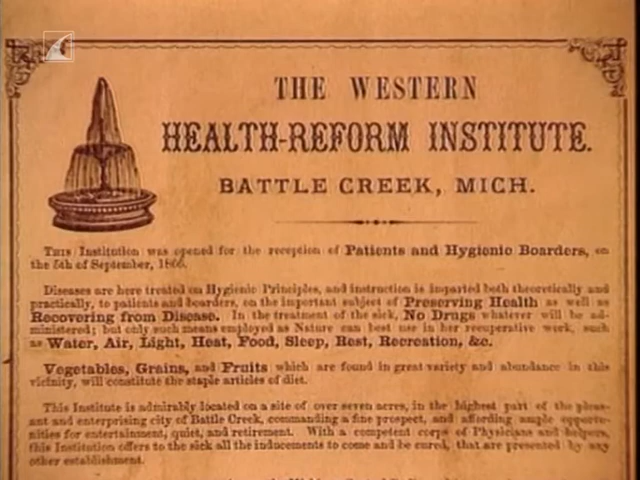 THE WESTERN
HEALTH-REFORM INSTITUTE.
BATTLE CREEK, MICH.
THIS Institution was opened for the reception of Patients and Hygienic Boarders, on
the 5th of September, 1866.
Diseases are here treated on Hygienic Principles, and instruction is imparted both theoretically and
practically, to patients and boarders, on the important subject of Preserving Health as well as
Recovering from Disease. In the treatment of the sick, No Drugs whatever will be ad-
ministered; but only such means employed as Nature can best use in her recuperative work, such
as Water, Air, Light, Heat, Food, Sleep, Rest, Recreation, &c.
Vegetables, Grains, and Fruits which are found in great variety and abundance in this
vicinity, will constitute the staple articles of diet.
This Institute is admirably located on a site of over seven acres, in the highest part of the pleas-
ant and enterprising city of Battle Creek, commanding a fine prospect, and affording ample opportu-
nities for entertainment, quiet, and retirement. With a competent corps of Physicians and helpers,
this Institution offers to the sick all the inducements to come and be cured, that are presented by any
other establishment.